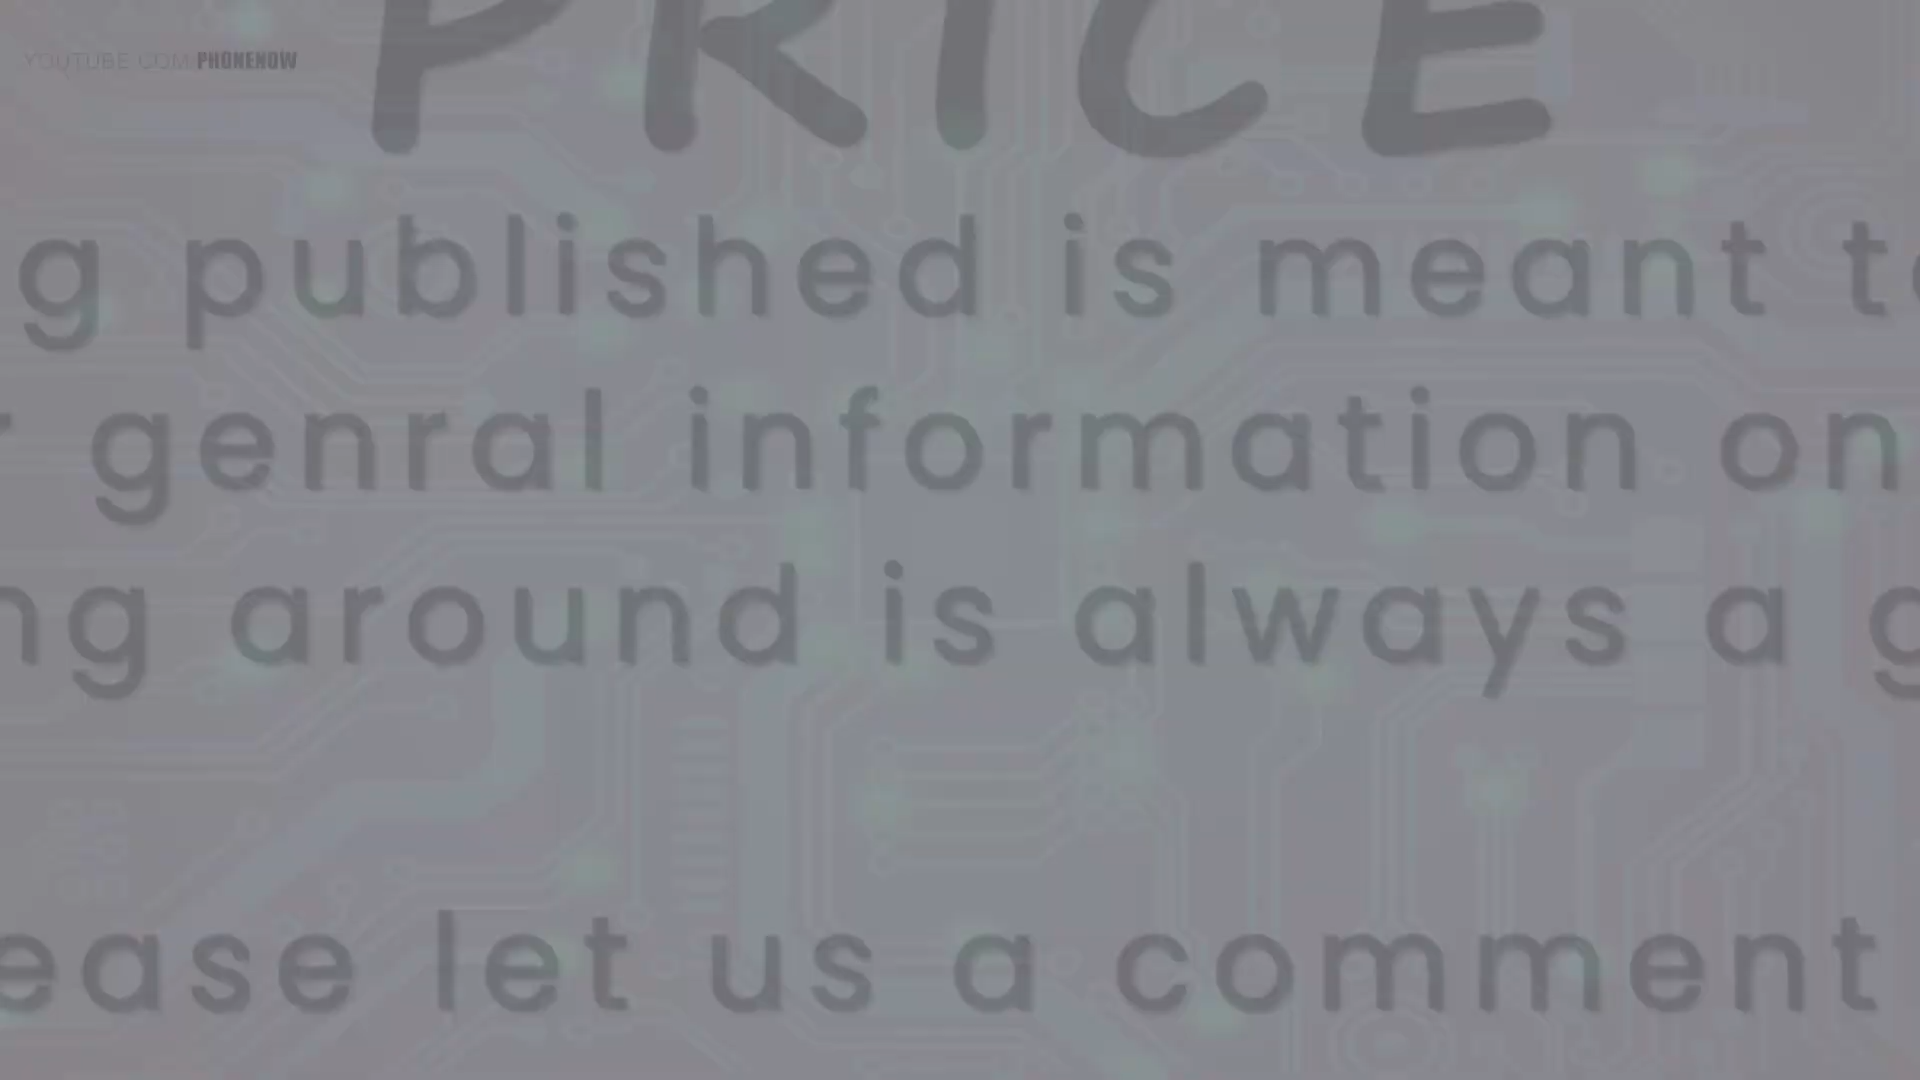 PRICE
YOUTUBE.COM/PHONENOW
g published is meant
genral information on
ng around is always a g
ease let us a comment